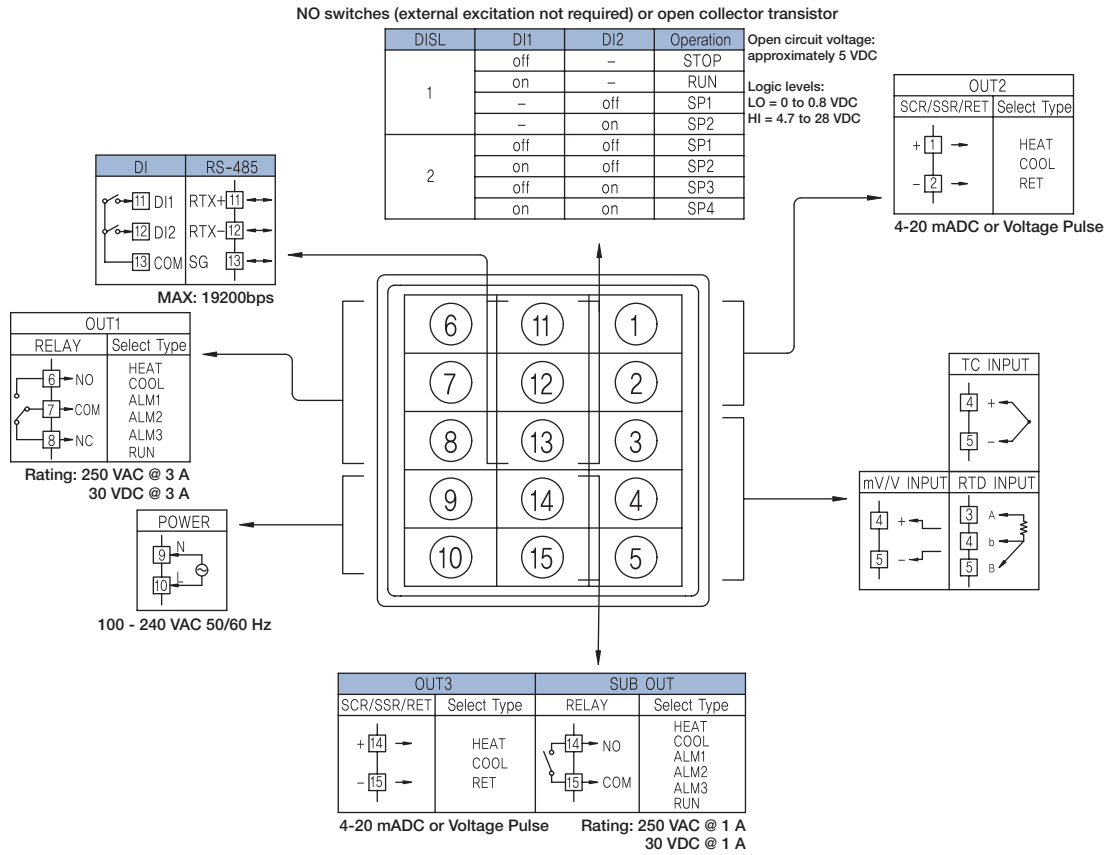 NO switches (external excitation not required) or open collector transistor
DISL DI1 DI2 Operation
1 off – STOP
on – RUN
– off SP1
– on SP2
2 off off SP1
on off SP2
off on SP3
on on SP4
Open circuit voltage:
approximately 5 VDC
Logic levels:
LO = 0 to 0.8 VDC
HI = 4.7 to 28 VDC
OUT2
SCR/SSR/RET Select Type
+ 1 HEAT
COOL
- 2 RET
4-20 mADC or Voltage Pulse
DI RS-485
11 DI1 RTX+ 11
12 DI2 RTX- 12
13 COM SG 13
MAX: 19200bps
OUT1
RELAY Select Type
6 NO
7 COM
8 NC
HEAT
COOL
ALM1
ALM2
ALM3
RUN
Rating: 250 VAC @ 3 A
30 VDC @ 3 A
POWER
9 N
10 L
100 - 240 VAC 50/60 Hz
6 11 1
7 12 2
8 13 3
9 14 4
10 15 5
TC INPUT
4 +
5 -
mV/V INPUT RTD INPUT
4 +
5 -
3 A
4 b
5 B
OUT3 SUB OUT
SCR/SSR/RET Select Type RELAY Select Type
+ 14
- 15
HEAT
COOL
RET
14 NO
15 COM
HEAT
COOL
ALM1
ALM2
ALM3
RUN
4-20 mADC or Voltage Pulse
Rating: 250 VAC @ 1 A
30 VDC @ 1 A